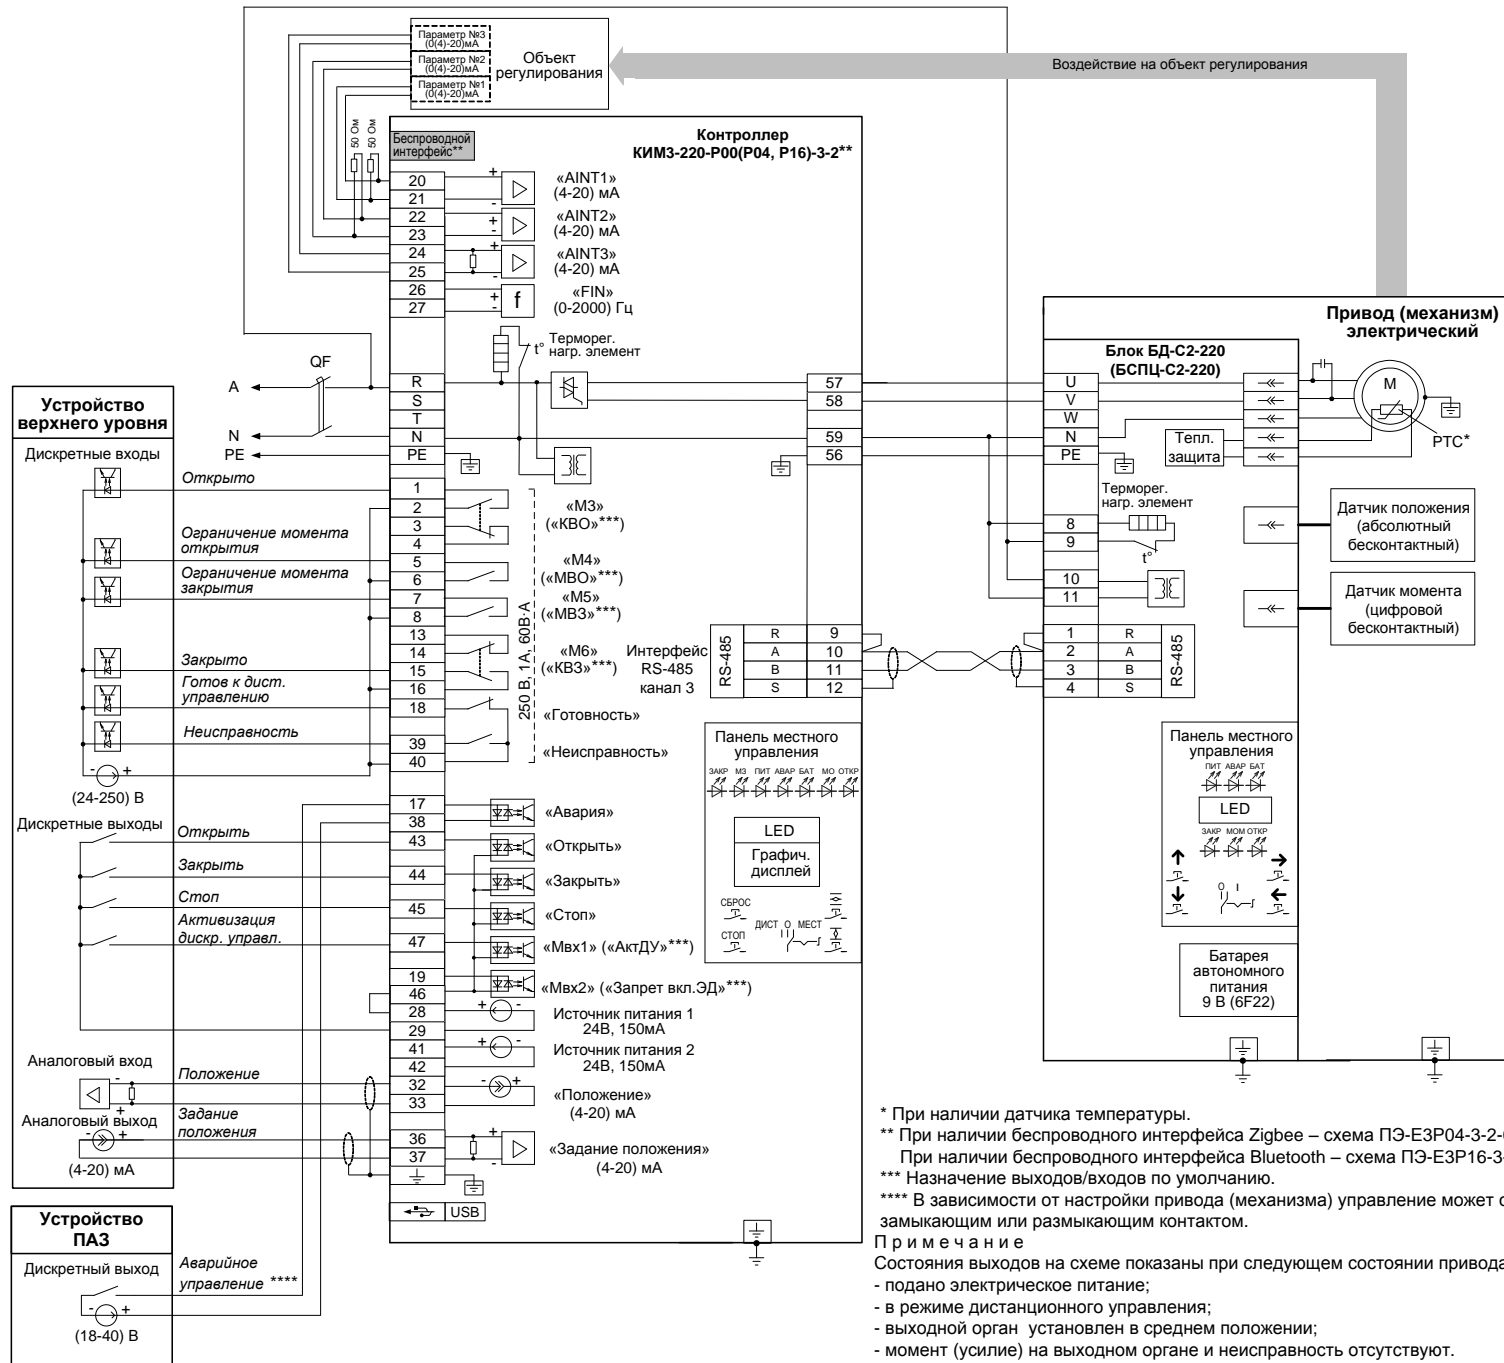 Параметр №3
(0(4)-20)мА
Параметр №2
(0(4)-20)мА
Параметр №1
(0(4)-20)мА
Объект
регулирования
Воздействие на объект регулирования
50 Ом
50 Ом
Беспроводной
интерфейс**
Контроллер
КИМ3-220-Р00(Р04, Р16)-3-2**
20
21
22
23
24
25
26
27
+
-
«AINT1»
(4-20) мА
+
-
«AINT2»
(4-20) мА
+
-
«AINT3»
(4-20) мА
+
-
f
«FIN»
(0-2000) Гц
t°
Терморег.
нагр. элемент
QF
A
N
PE
R
S
T
N
PE
57
58
59
56
Привод (механизм)
электрический
Блок БД-С2-220
(БСПЦ-С2-220)
U
V
W
N
PE
Тепл.
защита
M
PTC*
Терморег.
нагр. элемент
8
9
t°
10
11
Датчик положения
(абсолютный
бесконтактный)
Датчик момента
(цифровой
бесконтактный)
Устройство
верхнего уровня
Дискретные входы
Открыто
Ограничение момента
открытия
Ограничение момента
закрытия
Закрыто
Готов к дист.
управлению
Неисправность
- +
(24-250) В
1
2
3
4
5
6
7
8
13
14
15
16
18
39
40
«М3»
(«КВО»***)
«М4»
(«МВО»***)
«М5»
(«МВЗ»***)
«М6»
(«КВЗ»***)
«Готовность»
«Неисправность»
250 В, 1А, 60В·А
Интерфейс
RS-485
канал 3
RS-485
R 9
A 10
B 11
S 12
1 R
2 A
3 B
4 S
RS-485
Панель местного
управления
ЗАКР МЗ ПИТ АВАР БАТ МО ОТКР
LED
Графич.
дисплей
СБРОС
СТОП
ДИСТ О МЕСТ
Панель местного
управления
ПИТ АВАР БАТ
LED
ЗАКР МОМ ОТКР
О I
Батарея
автономного
питания
9 В (6F22)
Дискретные выходы
Открыть
Закрыть
Стоп
Активизация
дискр. управл.
17
38
43
44
45
47
19
46
28
29
41
42
32
33
36
37
«Авария»
«Открыть»
«Закрыть»
«Стоп»
«Мвх1» («АктДУ»***)
«Мвх2» («Запрет вкл.ЭД»***)
+ -
Источник питания 1
24В, 150мА
+ -
Источник питания 2
24В, 150мА
- +
«Положение»
(4-20) мА
+
-
«Задание положения»
(4-20) мА
USB
Аналоговый вход
-
+
Положение
Аналоговый выход
- +
(4-20) мА
Задание
положения
Устройство
ПАЗ
Дискретный выход
- +
(18-40) В
Аварийное
управление ****
* При наличии датчика температуры.
** При наличии беспроводного интерфейса Zigbee – схема ПЭ-Е3Р04-3-2-
При наличии беспроводного интерфейса Bluetooth – схема ПЭ-Е3Р16-3-
*** Назначение выходов/входов по умолчанию.
**** В зависимости от настройки привода (механизма) управление может
замыкающим или размыкающим контактом.
П р и м е ч а н и е
Состояния выходов на схеме показаны при следующем состоянии привода
- подано электрическое питание;
- в режиме дистанционного управления;
- выходной орган установлен в среднем положении;
- момент (усилие) на выходном органе и неисправность отсутствуют.